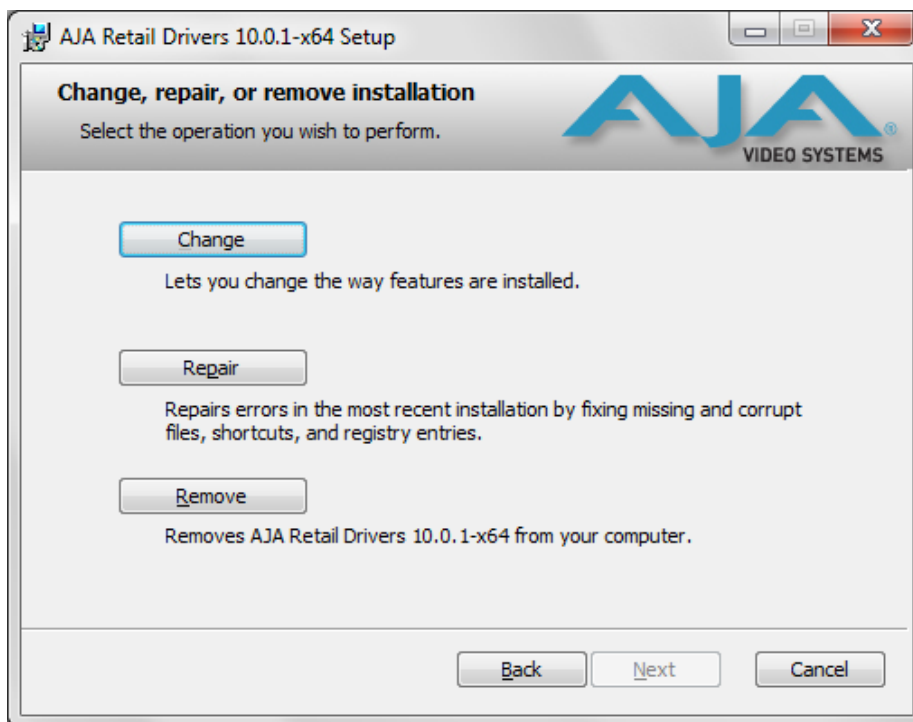 AJA Retail Drivers 10.0.1-x64 Setup
Change, repair, or remove installation
Select the operation you wish to perform.
AJA®
VIDEO SYSTEMS
Change
Lets you change the way features are installed.
Repair
Repairs errors in the most recent installation by fixing missing and corrupt
files, shortcuts, and registry entries.
Remove
Removes AJA Retail Drivers 10.0.1-x64 from your computer.
Back
Next
Cancel